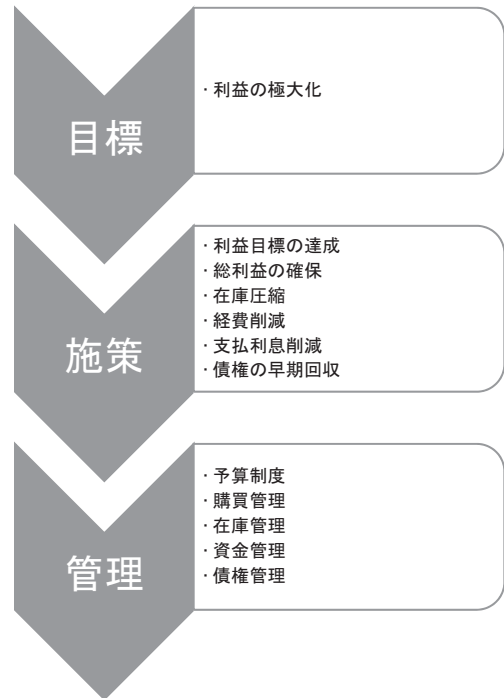 目標
・利益の極大化
施策
・利益目標の達成
・総利益の確保
・在庫圧縮
・経費削減
・支払利息削減
・債権の早期回収
管理
・予算制度
・購買管理
・在庫管理
・資金管理
・債権管理